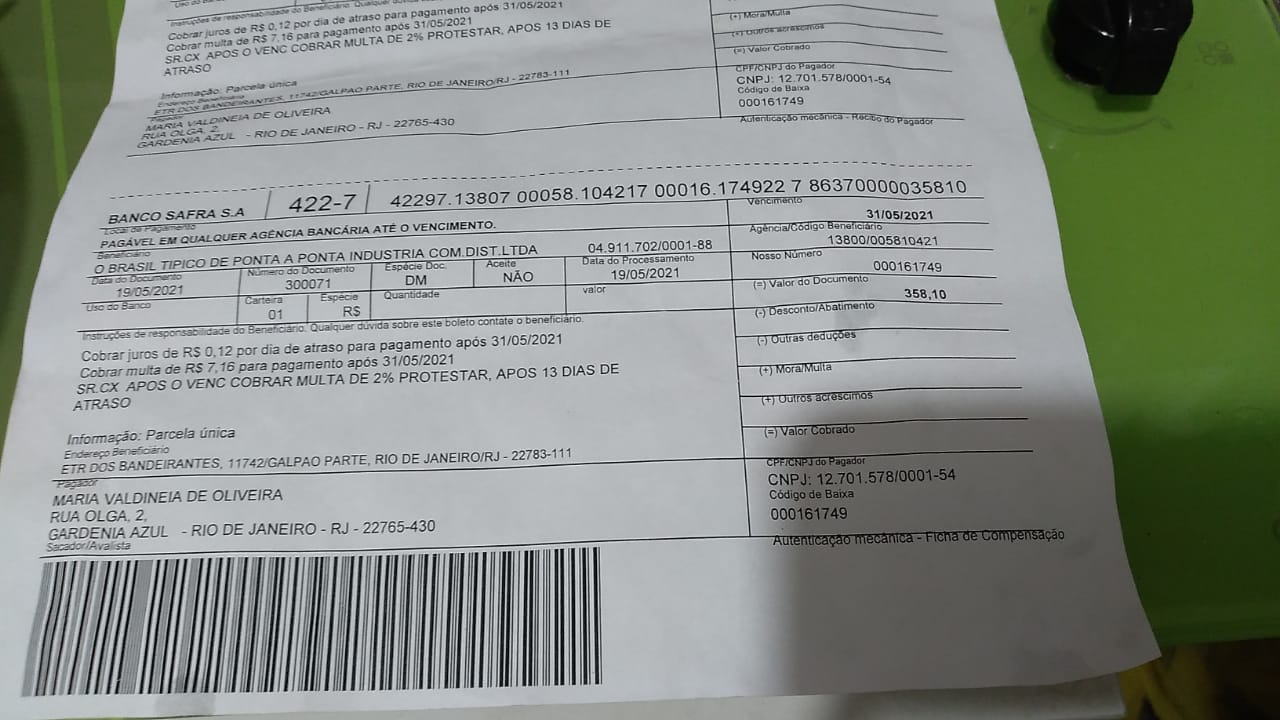 Instruções de responsabilidade do Beneficiário. Qualquer dúvida
Cobrar juros de R$ 0,12 por dia de atraso para pagamento após 31/05/2021
Cobrar multa de R$ 7,16 para pagamento após 31/05/2021
SR.CX APOS O VENC COBRAR MULTA DE 2% PROTESTAR, APOS 13 DIAS DE
ATRASO
Informação: Parcela única
Endereço Beneficiário
ETR DOS BANDEIRANTES, 11742/GALPAO PARTE, RIO DE JANEIRO/RJ - 22783-111
Pagador
MARIA VALDINEIA DE OLIVEIRA
RUA OLGA, 2,
GARDENIA AZUL - RIO DE JANEIRO - RJ - 22765-430
(+) Mora/Multa
(+) Outros acréscimos
(=) Valor Cobrado
CPF/CNPJ do Pagador
CNPJ: 12.701.578/0001-54
Código de Baixa
000161749
Autenticação mecânica - Recibo do Pagador
BANCO SAFRA S.A 422-7 42297.13807 00058.104217 00016.174922 7 86370000035810
Local de Pagamento
PAGÁVEL EM QUALQUER AGÊNCIA BANCÁRIA ATÉ O VENCIMENTO.
Vencimento
31/05/2021
Beneficiário
O BRASIL TIPICO DE PONTA A PONTA INDUSTRIA COM.DIST.LTDA 04.911.702/0001-88
Agência/Código Beneficiário
13800/005810421
Data do Documento Número do Documento Espécie Doc. Aceite Data do Processamento
19/05/2021 300071 DM NÃO 19/05/2021
Nosso Número
000161749
Uso do Banco Carteira Espécie Quantidade valor
01 R$
(=) Valor do Documento
358,10
Instruções de responsabilidade do Beneficiário. Qualquer dúvida sobre este boleto contate o beneficiário.
Cobrar juros de R$ 0,12 por dia de atraso para pagamento após 31/05/2021
Cobrar multa de R$ 7,16 para pagamento após 31/05/2021
SR.CX APOS O VENC COBRAR MULTA DE 2% PROTESTAR, APOS 13 DIAS DE
ATRASO
Informação: Parcela única
Endereço Beneficiário
ETR DOS BANDEIRANTES, 11742/GALPAO PARTE, RIO DE JANEIRO/RJ - 22783-111
(-) Desconto/Abatimento
(-) Outras deduções
(+) Mora/Multa
(+) Outros acréscimos
(=) Valor Cobrado
Pagador
MARIA VALDINEIA DE OLIVEIRA
RUA OLGA, 2,
GARDENIA AZUL - RIO DE JANEIRO - RJ - 22765-430
Sacador/Avalista
CPF/CNPJ do Pagador
CNPJ: 12.701.578/0001-54
Código de Baixa
000161749
Autenticação mecânica - Ficha de Compensação